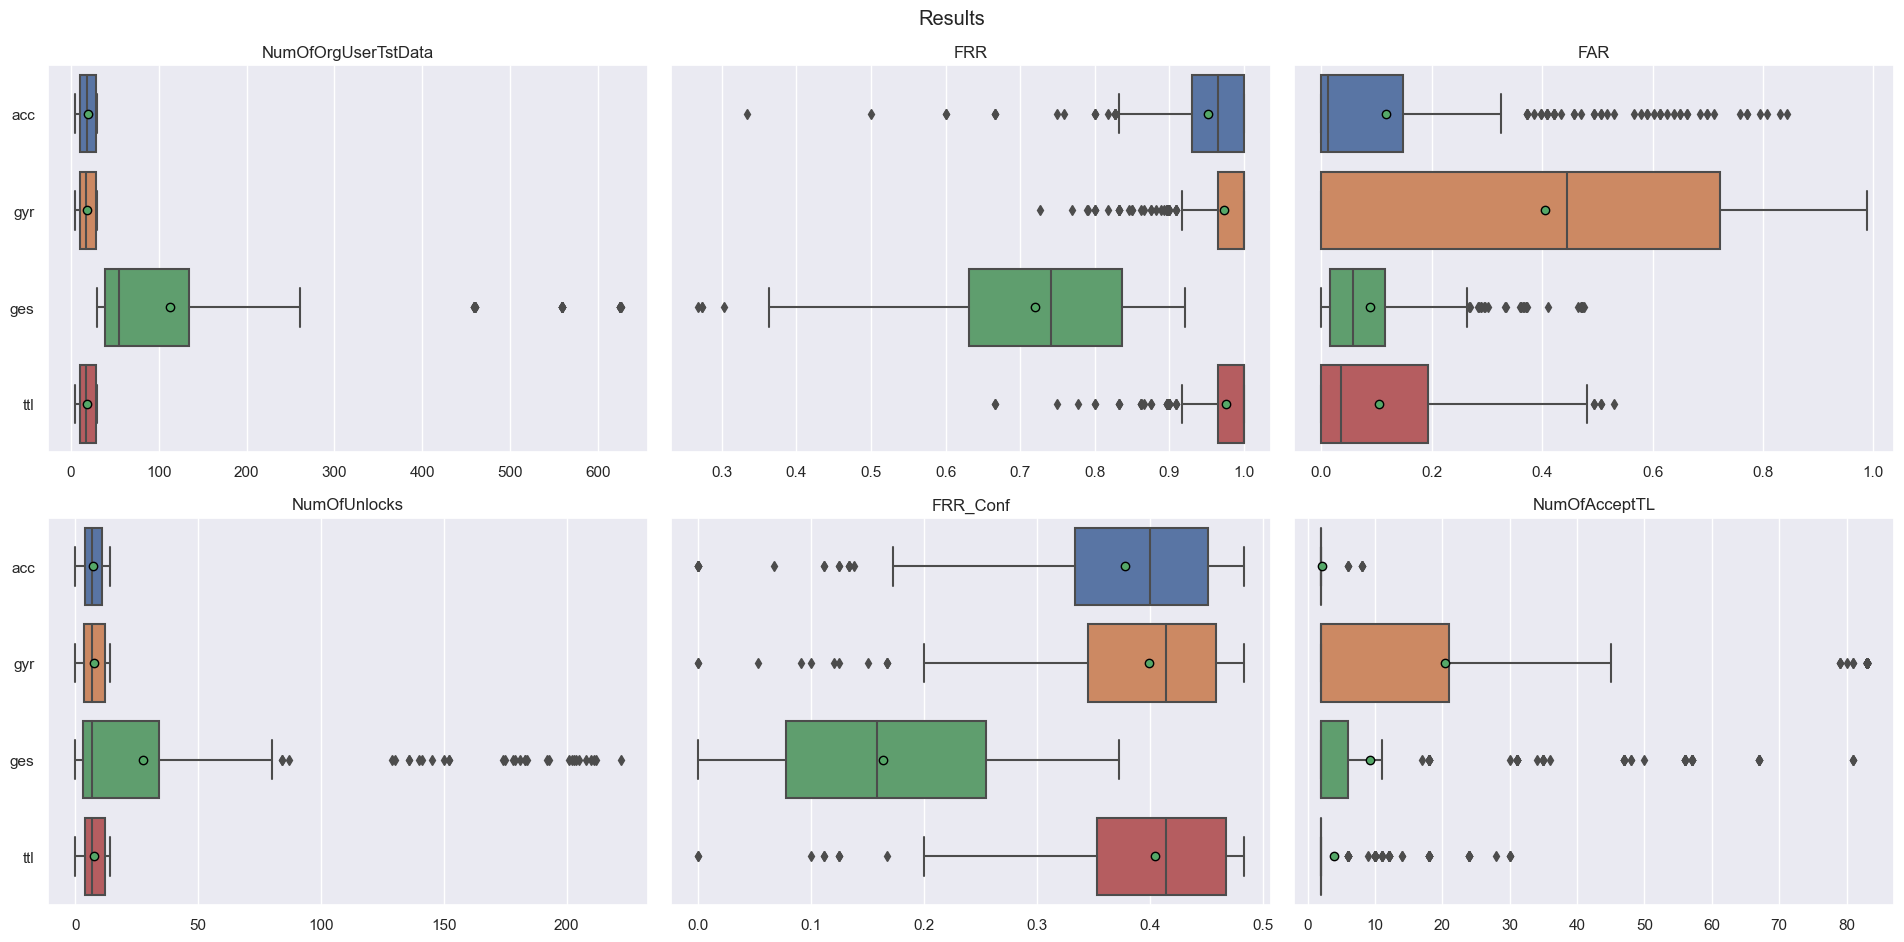 Results
NumOfOrgUserTstData FRR FAR
acc
gyr
ges
ttl
0 100 200 300 400 500 600 0.3 0.4 0.5 0.6 0.7 0.8 0.9 1.0 0.0 0.2 0.4 0.6 0.8 1.0
NumOfUnlocks FRR_Conf NumOfAcceptTL
acc
gyr
ges
ttl
0 50 100 150 200 0.0 0.1 0.2 0.3 0.4 0.5 0 10 20 30 40 50 60 70 80